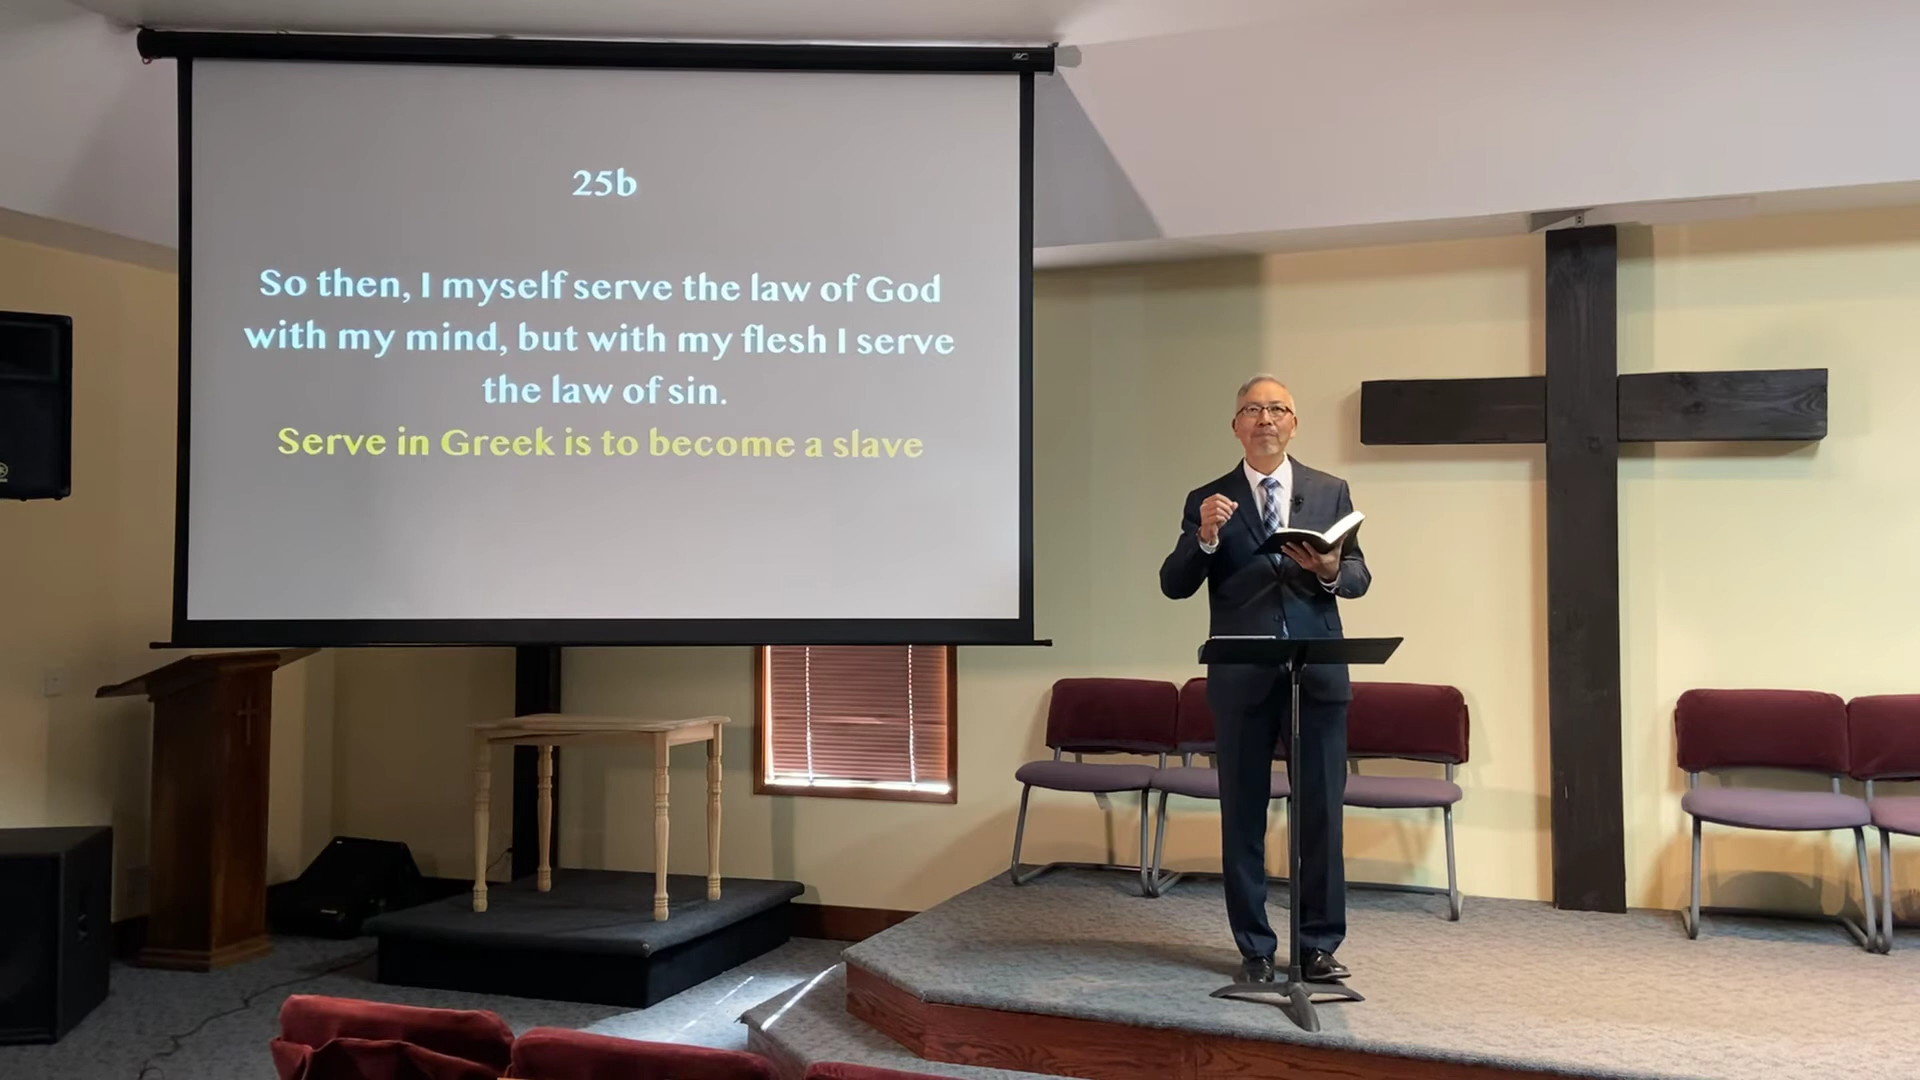 25b
So then, I myself serve the law of God
with my mind, but with my flesh I serve
the law of sin.
Serve in Greek is to become a slave